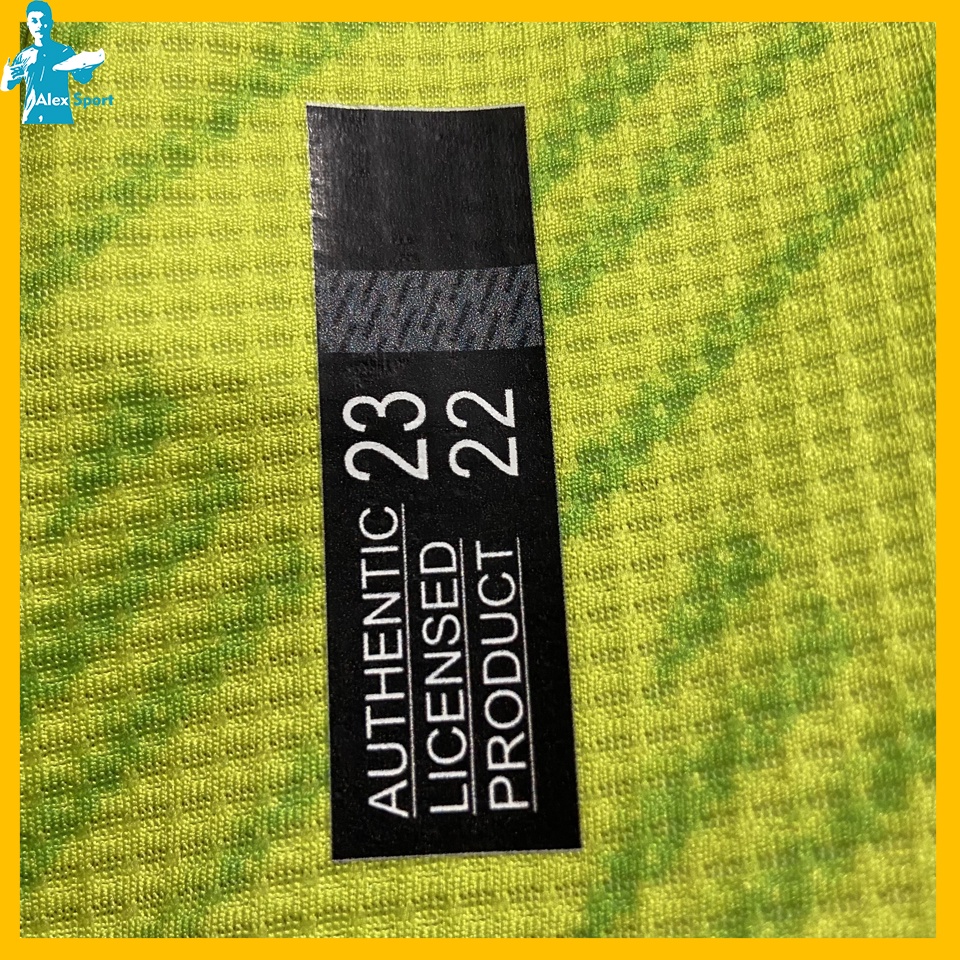 Alex Sport
AUTHENTIC 23
LICENSED 22
PRODUCT